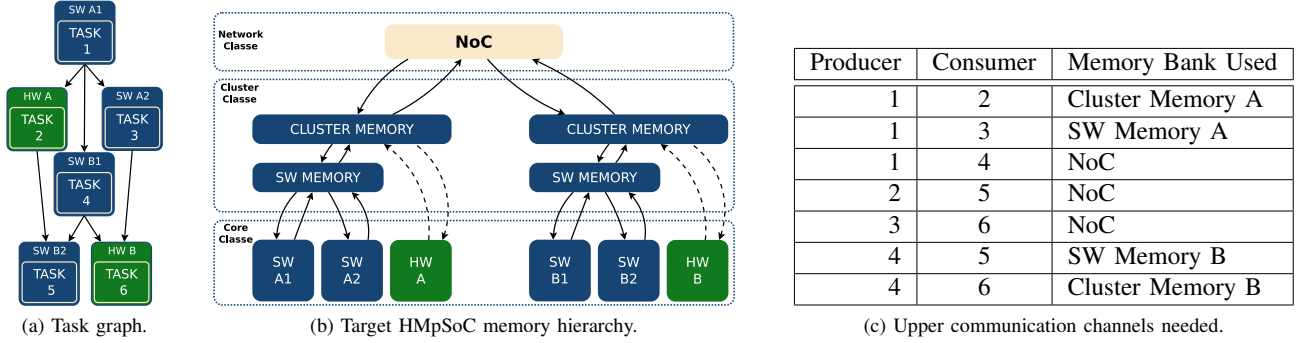 SW A1
TASK
1
HW A
TASK
2
SW A2
TASK
3
SW B1
TASK
4
SW B2
TASK
5
HW B
TASK
6
(a) Task graph.
Network
Classe
NoC
Cluster
Classe
CLUSTER MEMORY
CLUSTER MEMORY
SW MEMORY
SW MEMORY
Core
Classe
SW
A1
SW
A2
HW
A
SW
B1
SW
B2
HW
B
(b) Target HMpSoC memory hierarchy.
Producer Consumer Memory Bank Used
1 2 Cluster Memory A
1 3 SW Memory A
1 4 NoC
2 5 NoC
3 6 NoC
4 5 SW Memory B
4 6 Cluster Memory B
(c) Upper communication channels needed.